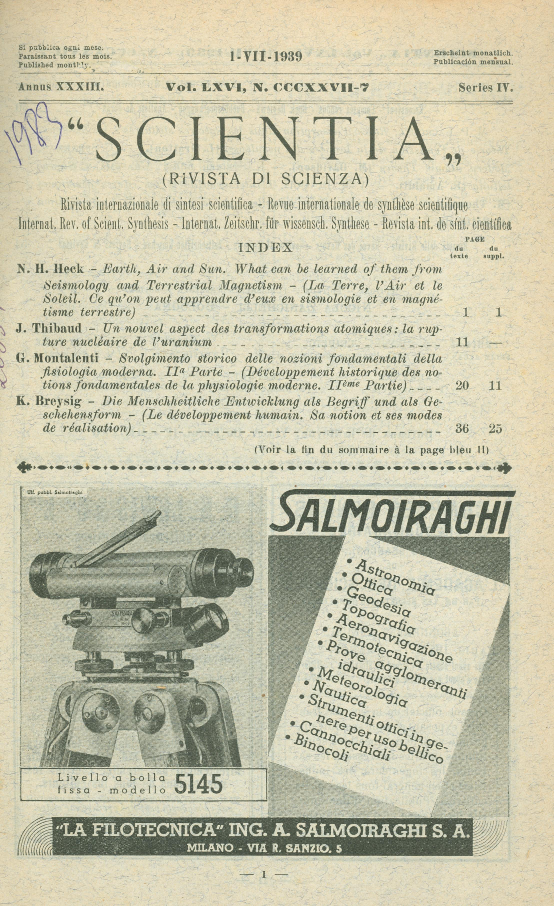 Si pubblica ogni mese.
Paraissant tous les mois.
Published monthly.
1-VII-1939
Erscheint monatlich.
Publicación mensual.
Annus XXXIII.
Vol. LXVI, N. CCCXXVII-7
Series IV.
1983
"SCIENTIA„
(RIVISTA DI SCIENZA)
Rivista internazionale di sintesi scientifica - Revue internationale de synthèse scientifique
Internat. Rev. of Scient. Synthesis - Internat. Zeitschr. für wissensch. Synthese - Revista int. de sínt. científica
INDEX
PAGE
du texte
du suppl.
N. H. Heck – Earth, Air and Sun. What can be learned of them from
Seismology and Terrestrial Magnetism – (La Terre, l'Air et le
Soleil. Ce qu'on peut apprendre d'eux en sismologie et en magné-
tisme terrestre) 1 1
J. Thibaud – Un nouvel aspect des transformations atomiques: la rup-
ture nucléaire de l'uranium 11 —
G. Montalenti – Svolgimento storico delle nozioni fondamentali della
fisiologia moderna. IIa Parte – (Développement historique des no-
tions fondamentales de la physiologie moderne. IIème Partie) 20 11
K. Breysig – Die Menschheitliche Entwicklung als Begriff und als Ge-
schehensform – (Le développement humain. Sa notion et ses modes
de réalisation) 36 25
(Voir la fin du sommaire à la page bleu II)
Uff. pubbl. Salmoiraghi
SALMOIRAGHI
• Astronomia
• Ottica
• Geodesia
• Topografia
• Aeronavigazione
• Termotecnica
• Prove agglomeranti
idraulici
• Meteorologia
• Nautica
• Strumenti ottici in ge-
nere per uso bellico
• Cannocchiali
• Binocoli
Livello a bolla
fissa - modello 5145
"LA FILOTECNICA" ING. A. SALMOIRAGHI S. A.
MILANO - VIA R. SANZIO, 5
— 1 —